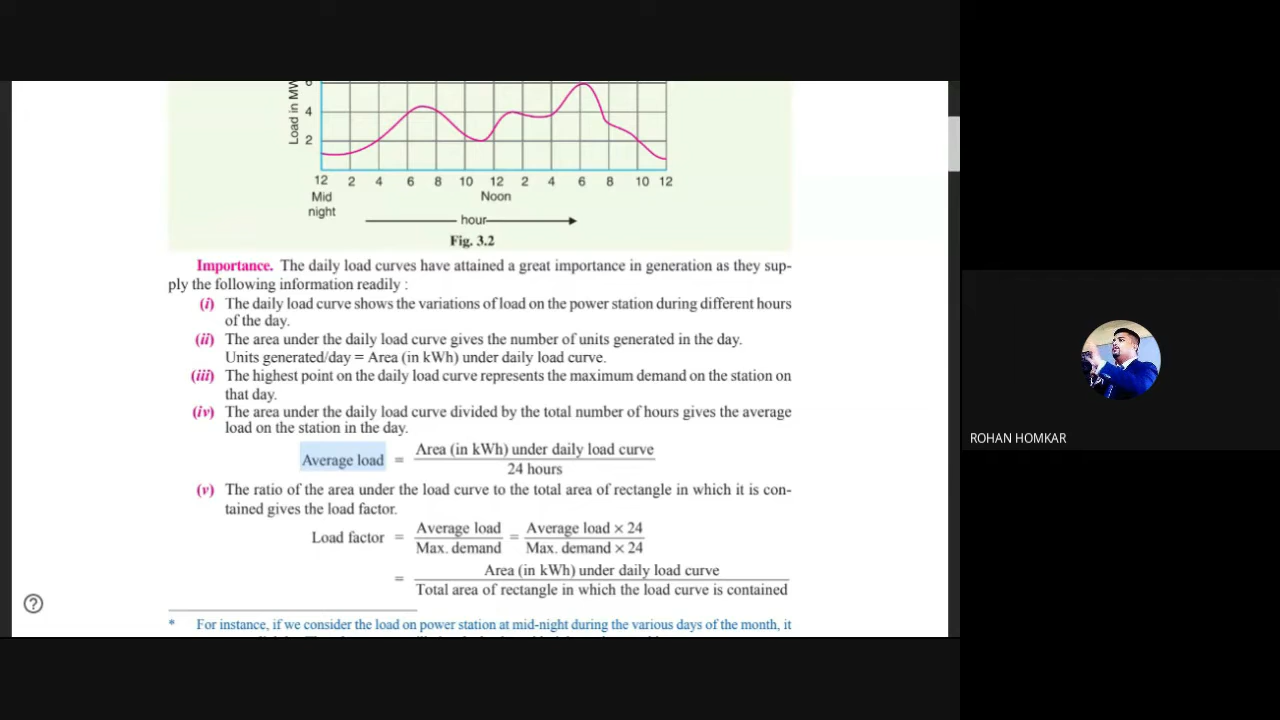 Load in MW
6
4
2
12 2 4 6 8 10 12 2 4 6 8 10 12
Mid Noon
night
hour
Fig. 3.2
Importance. The daily load curves have attained a great importance in generation as they sup-
ply the following information readily :
(i) The daily load curve shows the variations of load on the power station during different hours
of the day.
(ii) The area under the daily load curve gives the number of units generated in the day.
Units generated/day = Area (in kWh) under daily load curve.
(iii) The highest point on the daily load curve represents the maximum demand on the station on
that day.
(iv) The area under the daily load curve divided by the total number of hours gives the average
load on the station in the day.
Area (in kWh) under daily load curve
Average load =
24 hours
(v) The ratio of the area under the load curve to the total area of rectangle in which it is con-
tained gives the load factor.
Average load Average load × 24
Load factor = =
Max. demand Max. demand × 24
Area (in kWh) under daily load curve
=
Total area of rectangle in which the load curve is contained
* For instance, if we consider the load on power station at mid-night during the various days of the month, it
ROHAN HOMKAR